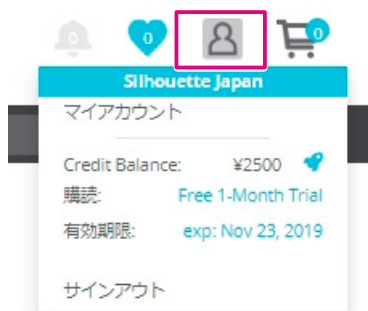 0 0 0
Silhouette Japan
マイアカウント
Credit Balance: ¥2500
購読: Free 1-Month Trial
有効期限: exp: Nov 23, 2019
サインアウト